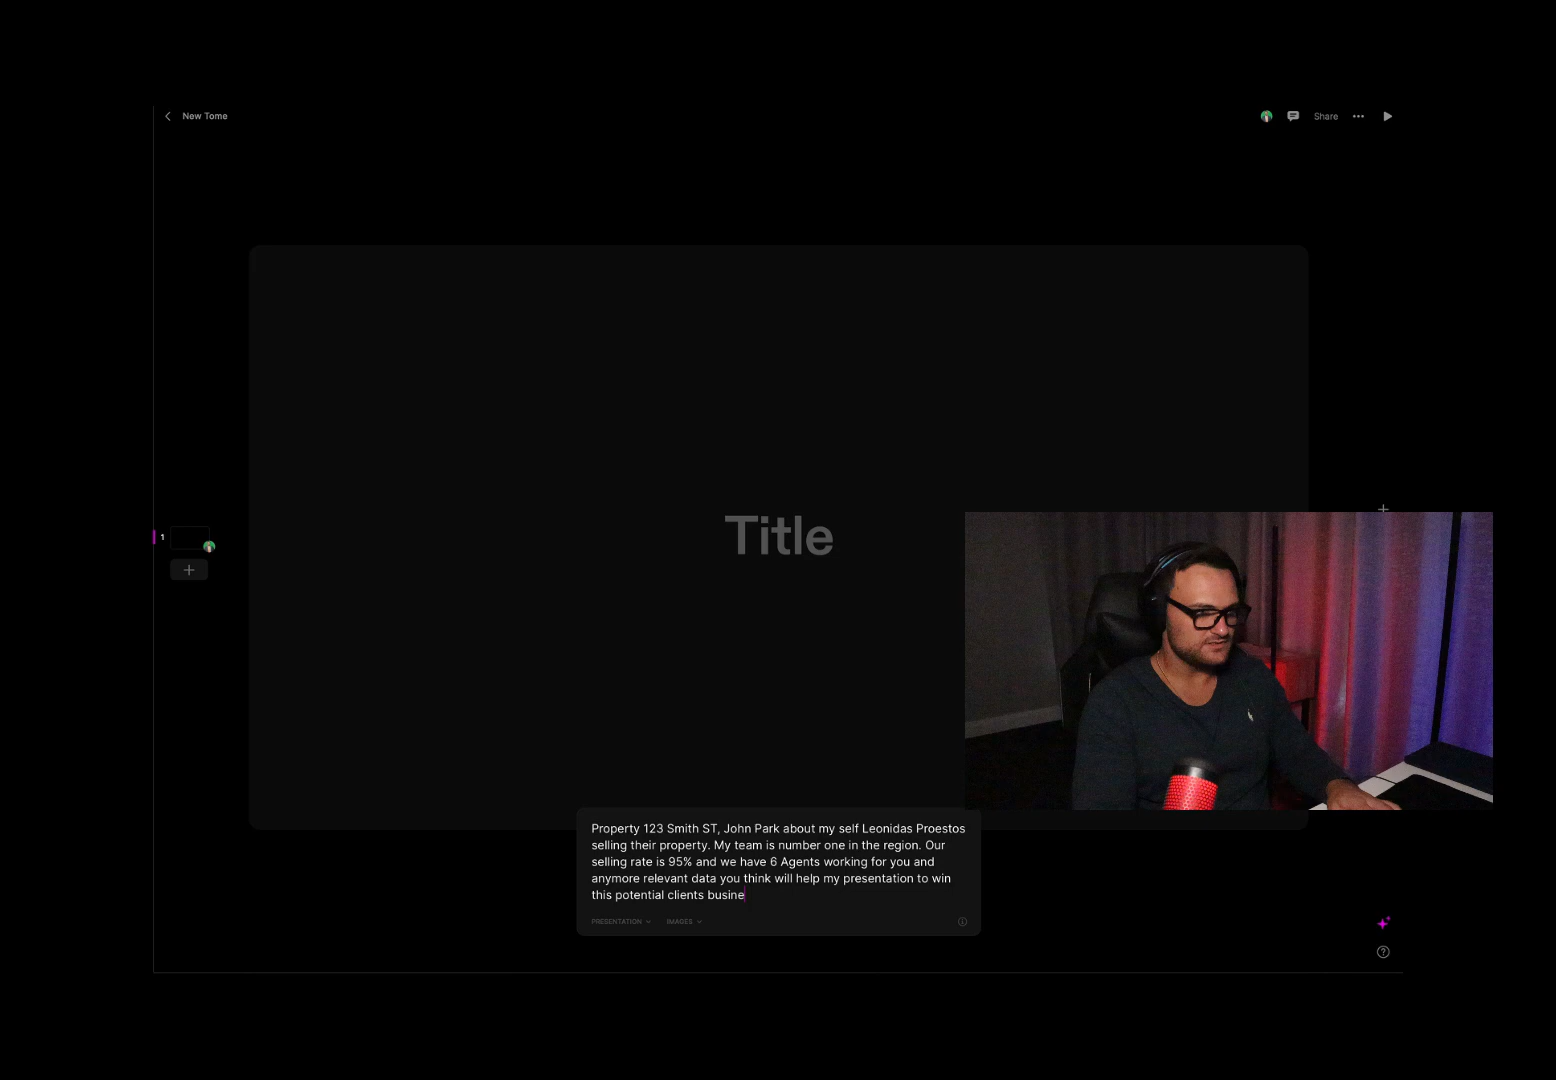 New Tome
Share
Title
1
Property 123 Smith ST, John Park about my self Leonidas Proestos
selling their property. My team is number one in the region. Our
selling rate is 95% and we have 6 Agents working for you and
anymore relevant data you think will help my presentation to win
this potential clients busine
PRESENTATION
IMAGES